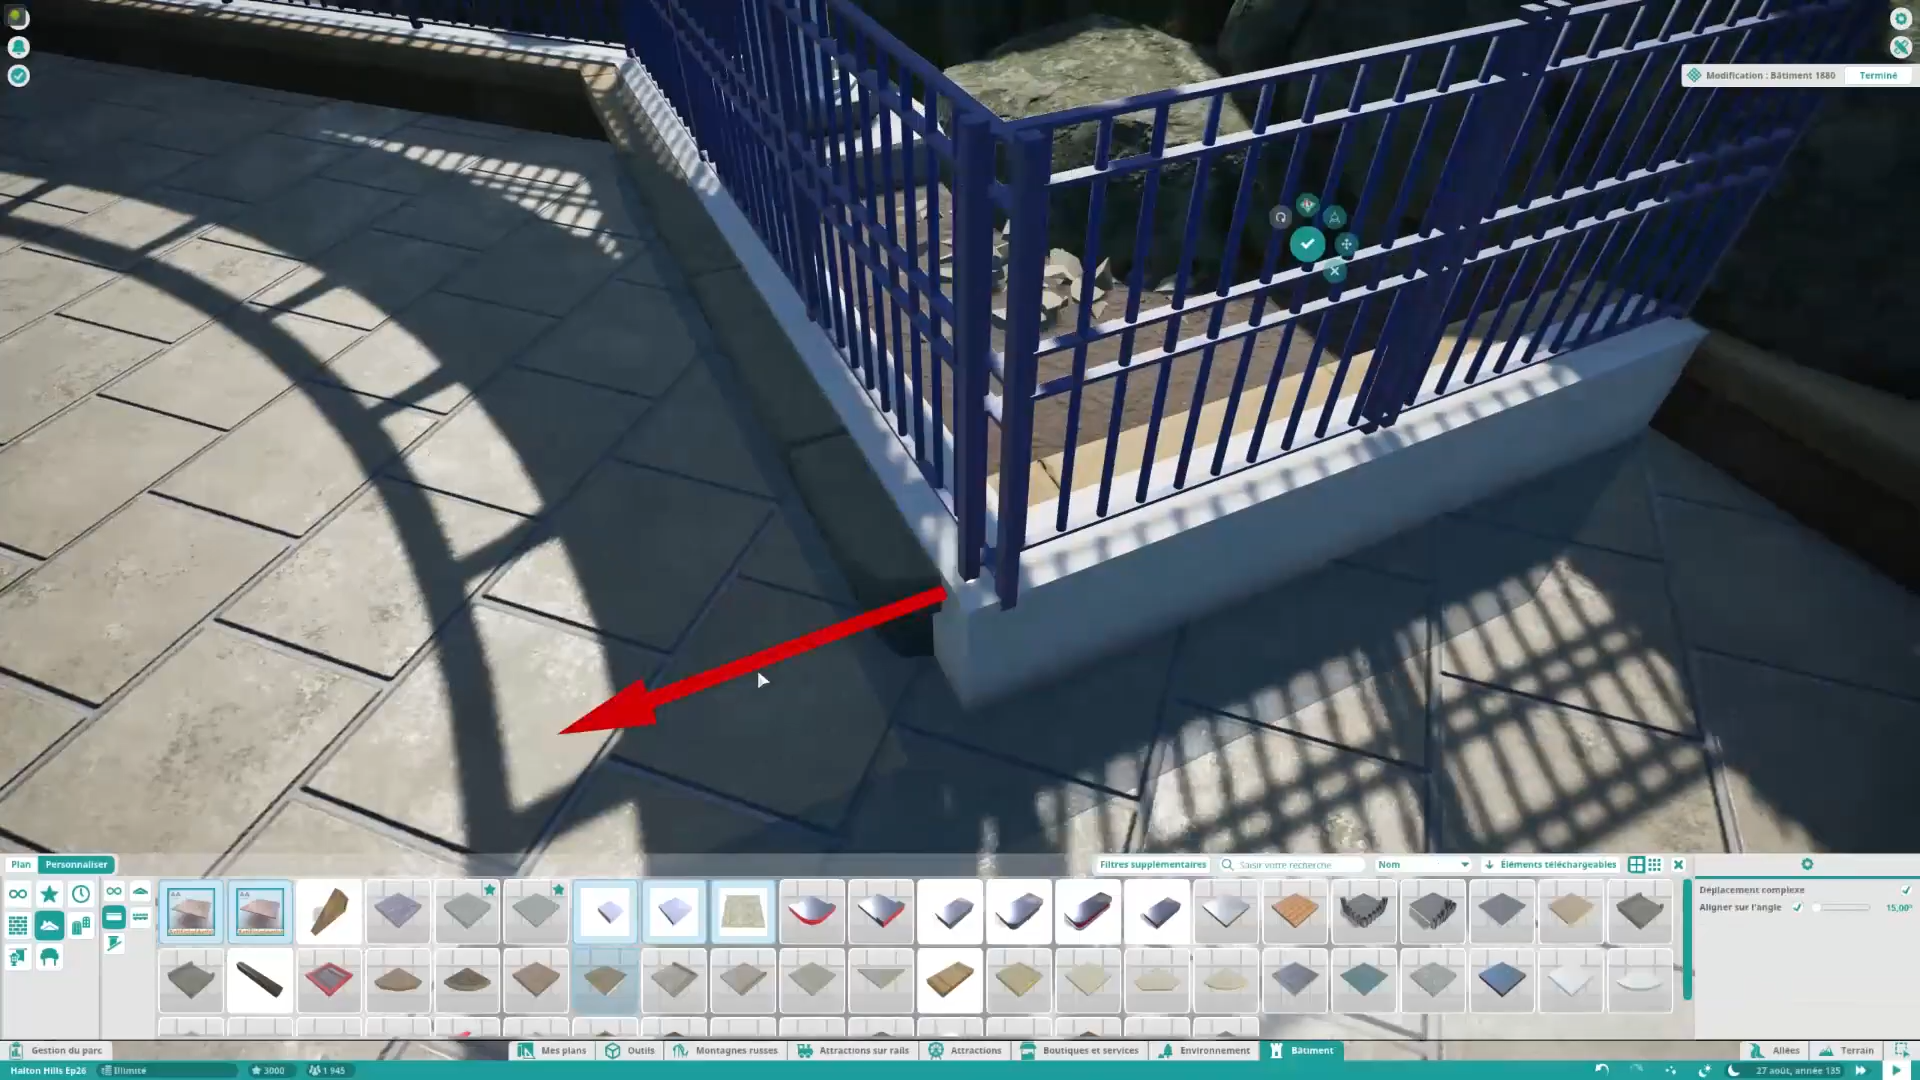 Modification : Bâtiment 1880
Terminé
Plan
Personnaliser
Filtres supplémentaires
Saisir votre recherche
Nom
Éléments téléchargeables
Déplacement complexe
Aligner sur l'angle
15,00°
Gestion du parc
Mes plans
Outils
Montagnes russes
Attractions sur rails
Attractions
Boutiques et services
Environnement
Bâtiment
Allées
Terrain
Halton Hills Ep26
Illimité
3000
1 945
27 août, année 135